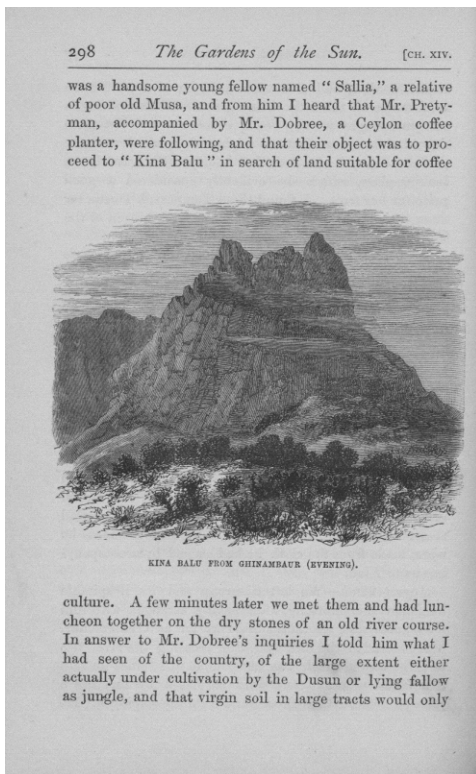 298 The Gardens of the Sun. [CH. XIV.
was a handsome young fellow named “ Sallia,” a relative
of poor old Musa, and from him I heard that Mr. Prety-
man, accompanied by Mr. Dobree, a Ceylon coffee
planter, were following, and that their object was to pro-
ceed to “ Kina Balu ” in search of land suitable for coffee
KINA BALU FROM GHINAMBAUR (EVENING).
culture. A few minutes later we met them and had lun-
cheon together on the dry stones of an old river course.
In answer to Mr. Dobree’s inquiries I told him what I
had seen of the country, of the large extent either
actually under cultivation by the Dusun or lying fallow
as jungle, and that virgin soil in large tracts would only